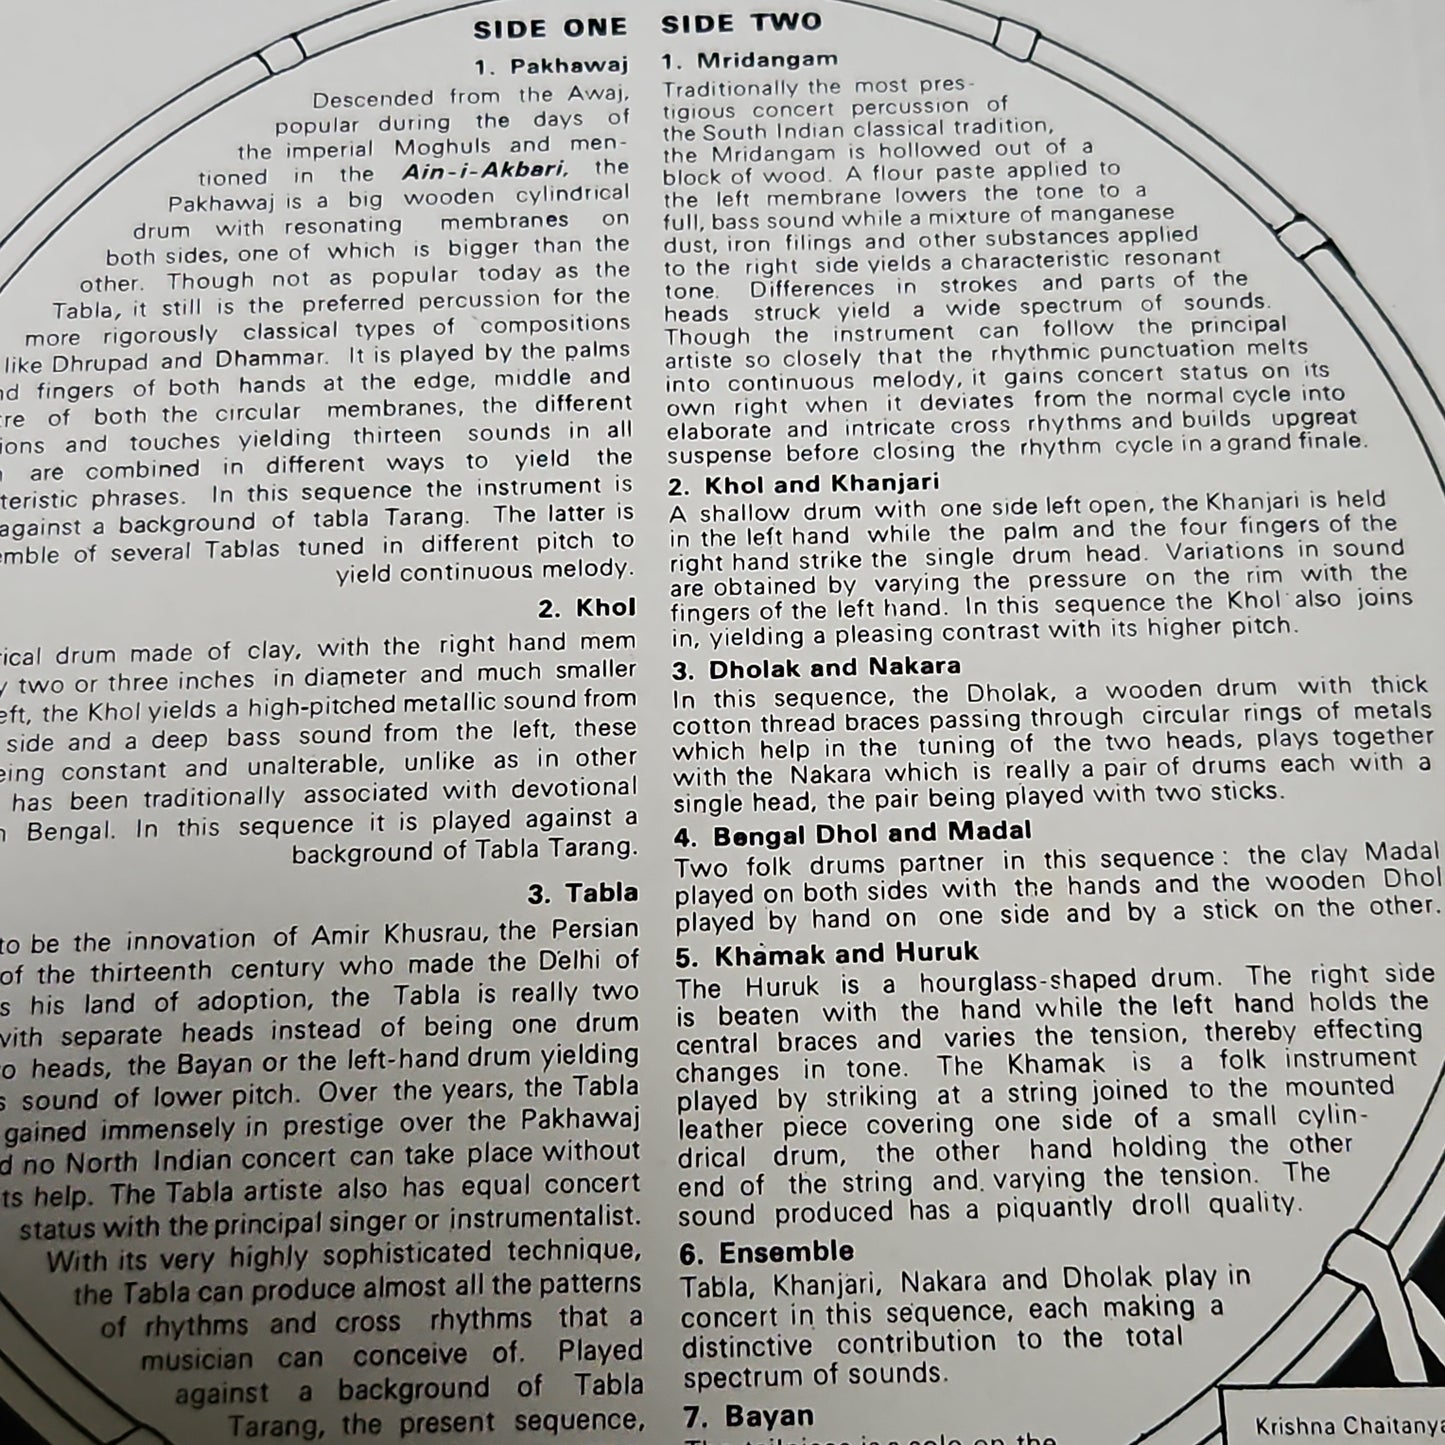 SIDE ONE
1. Pakhawaj
Descended from the Awaj,
popular during the days of
the imperial Moghuls and men-
tioned in the Ain-i-Akbari, the
Pakhawaj is a big wooden cylindrical
drum with resonating membranes on
both sides, one of which is bigger than the
other. Though not as popular today as the
Tabla, it still is the preferred percussion for the
more rigorously classical types of compositions
like Dhrupad and Dhammar. It is played by the palms
fingers of both hands at the edge, middle and
of both the circular membranes, the different
and touches yielding thirteen sounds in all
are combined in different ways to yield the
phrases. In this sequence the instrument is
against a background of tabla Tarang. The latter is
of several Tablas tuned in different pitch to
yield continuous melody.
2. Khol
drum made of clay, with the right hand mem
two or three inches in diameter and much smaller
the Khol yields a high-pitched metallic sound from
side and a deep bass sound from the left, these
constant and unalterable, unlike as in other
has been traditionally associated with devotional
Bengal. In this sequence it is played against a
background of Tabla Tarang.
3. Tabla
to be the innovation of Amir Khusrau, the Persian
of the thirteenth century who made the Delhi of
his land of adoption, the Tabla is really two
with separate heads instead of being one drum
heads, the Bayan or the left-hand drum yielding
sound of lower pitch. Over the years, the Tabla
gained immensely in prestige over the Pakhawaj
no North Indian concert can take place without
its help. The Tabla artiste also has equal concert
status with the principal singer or instrumentalist.
With its very highly sophisticated technique,
the Tabla can produce almost all the patterns
of rhythms and cross rhythms that a
musician can conceive of. Played
against a background of Tabla
Tarang, the present sequence,
SIDE TWO
1. Mridangam
Traditionally the most pres-
tigious concert percussion of
the South Indian classical tradition,
the Mridangam is hollowed out of a
block of wood. A flour paste applied to
the left membrane lowers the tone to a
full, bass sound while a mixture of manganese
dust, iron filings and other substances applied
to the right side yields a characteristic resonant
tone. Differences in strokes and parts of the
heads struck yield a wide spectrum of sounds.
Though the instrument can follow the principal
artiste so closely that the rhythmic punctuation melts
into continuous melody, it gains concert status on its
own right when it deviates from the normal cycle into
elaborate and intricate cross rhythms and builds upgreat
suspense before closing the rhythm cycle in a grand finale.
2. Khol and Khanjari
A shallow drum with one side left open, the Khanjari is held
in the left hand while the palm and the four fingers of the
right hand strike the single drum head. Variations in sound
are obtained by varying the pressure on the rim with the
fingers of the left hand. In this sequence the Khol also joins
in, yielding a pleasing contrast with its higher pitch.
3. Dholak and Nakara
In this sequence, the Dholak, a wooden drum with thick
cotton thread braces passing through circular rings of metals
which help in the tuning of the two heads, plays together
with the Nakara which is really a pair of drums each with a
single head, the pair being played with two sticks.
4. Bengal Dhol and Madal
Two folk drums partner in this sequence : the clay Madal
played on both sides with the hands and the wooden Dhol
played by hand on one side and by a stick on the other.
5. Khamak and Huruk
The Huruk is a hourglass-shaped drum. The right side
is beaten with the hand while the left hand holds the
central braces and varies the tension, thereby effecting
changes in tone. The Khamak is a folk instrument
played by striking at a string joined to the mounted
leather piece covering one side of a small cylin-
drical drum, the other hand holding the other
end of the string and varying the tension. The
sound produced has a piquantly droll quality.
6. Ensemble
Tabla, Khanjari, Nakara and Dholak play in
concert in this sequence, each making a
distinctive contribution to the total
spectrum of sounds.
7. Bayan
Krishna Chaitanya